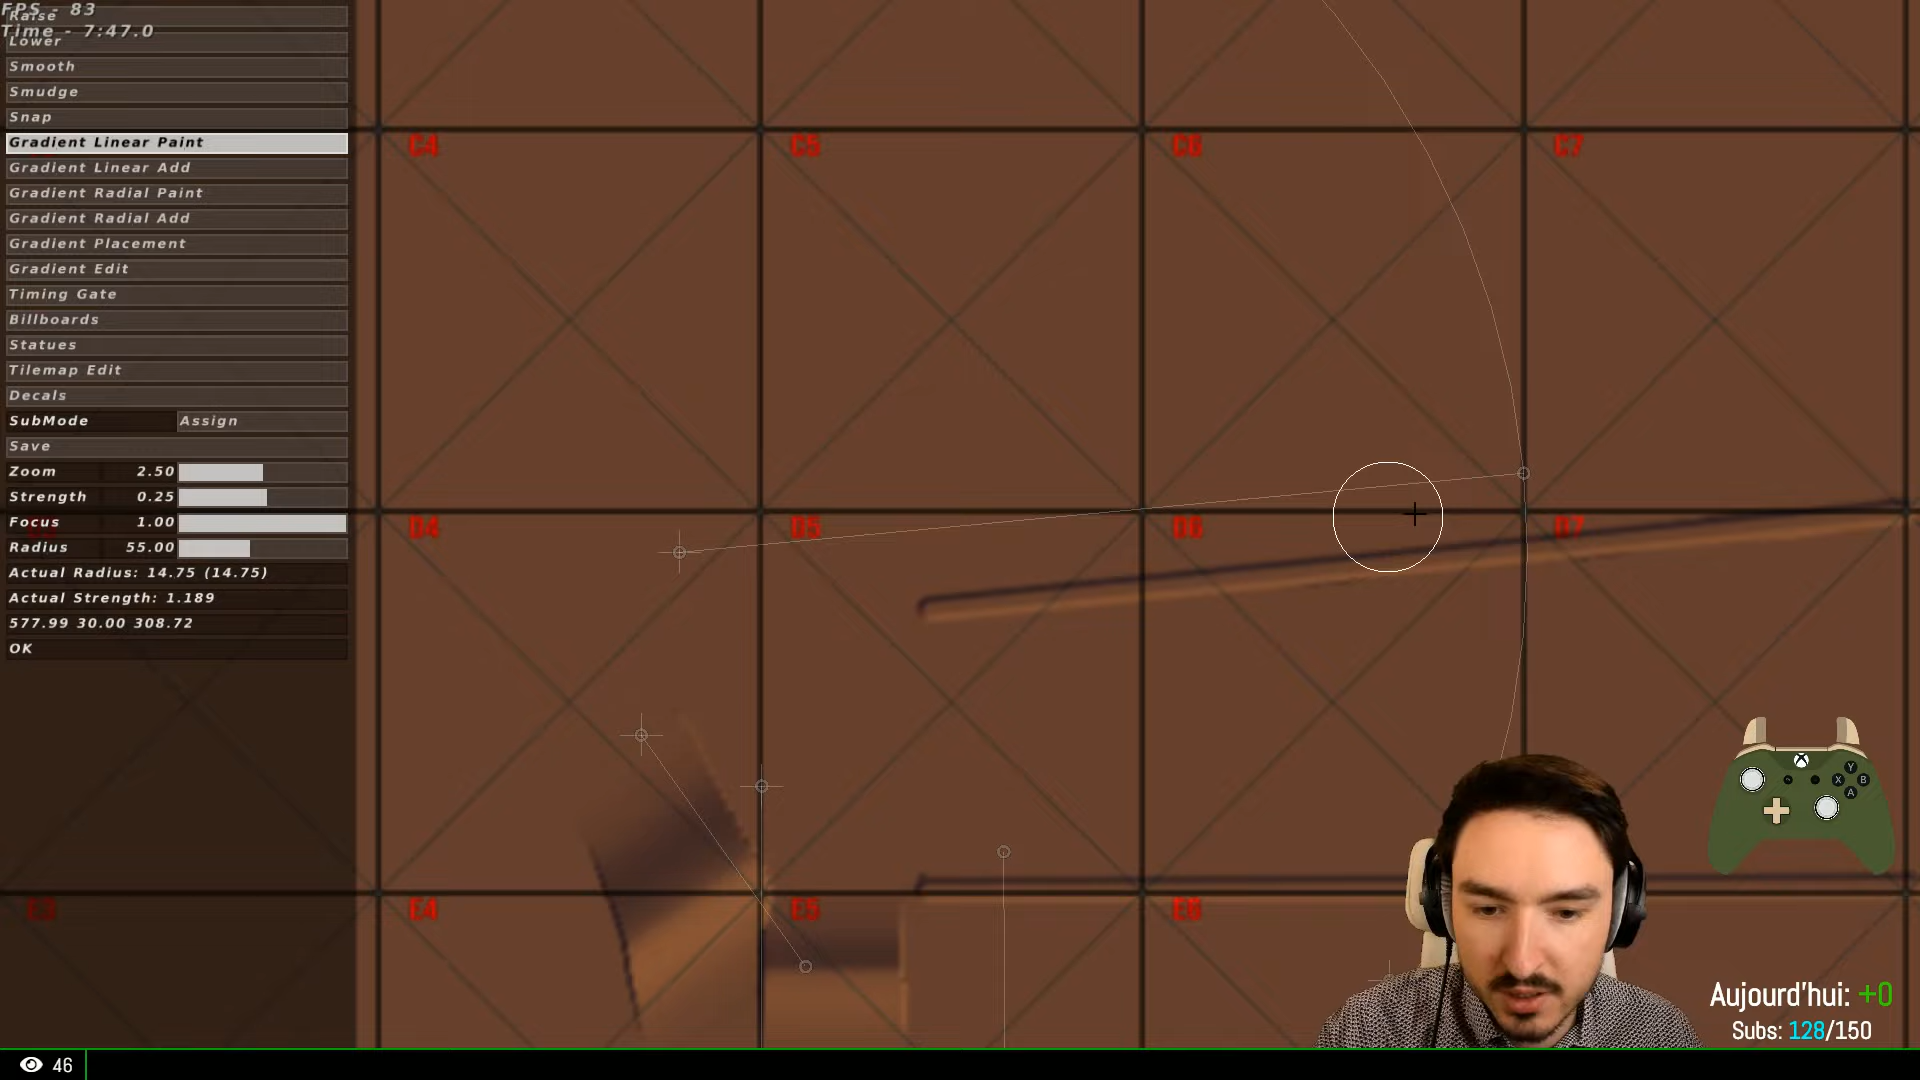 FPS - 83
Raise
Time - 7:47.0
Lower
Smooth
Smudge
Snap
Gradient Linear Paint
Gradient Linear Add
Gradient Radial Paint
Gradient Radial Add
Gradient Placement
Gradient Edit
Timing Gate
Billboards
Statues
Tilemap Edit
Decals
SubMode Assign
Save
Zoom 2.50
Strength 0.25
Focus 1.00
Radius 55.00
Actual Radius: 14.75 (14.75)
Actual Strength: 1.189
577.99 30.00 308.72
OK
C4 C5 C6 C7
D4 D5 D6 D7
E3 E4 E5 E6
Y
X B
A
Aujourd'hui: +0
Subs: 128/150
46